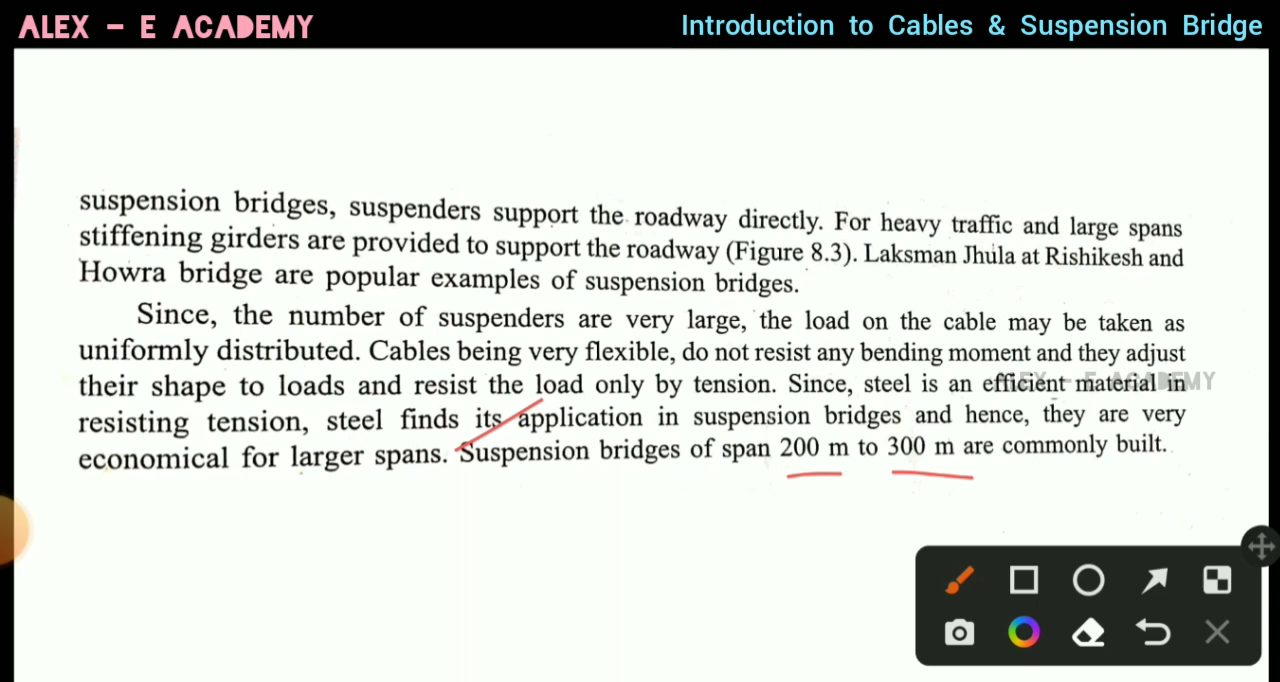 ALEX - E ACADEMY
Introduction to Cables & Suspension Bridge
suspension bridges, suspenders support the roadway directly. For heavy traffic and large spans
stiffening girders are provided to support the roadway (Figure 8.3). Laksman Jhula at Rishikesh and
Howra bridge are popular examples of suspension bridges.
Since, the number of suspenders are very large, the load on the cable may be taken as
uniformly distributed. Cables being very flexible, do not resist any bending moment and they adjust
their shape to loads and resist the load only by tension. Since, steel is an efficient material in
ALEX - E ACADEMY
resisting tension, steel finds its application in suspension bridges and hence, they are very
economical for larger spans. Suspension bridges of span 200 m to 300 m are commonly built.